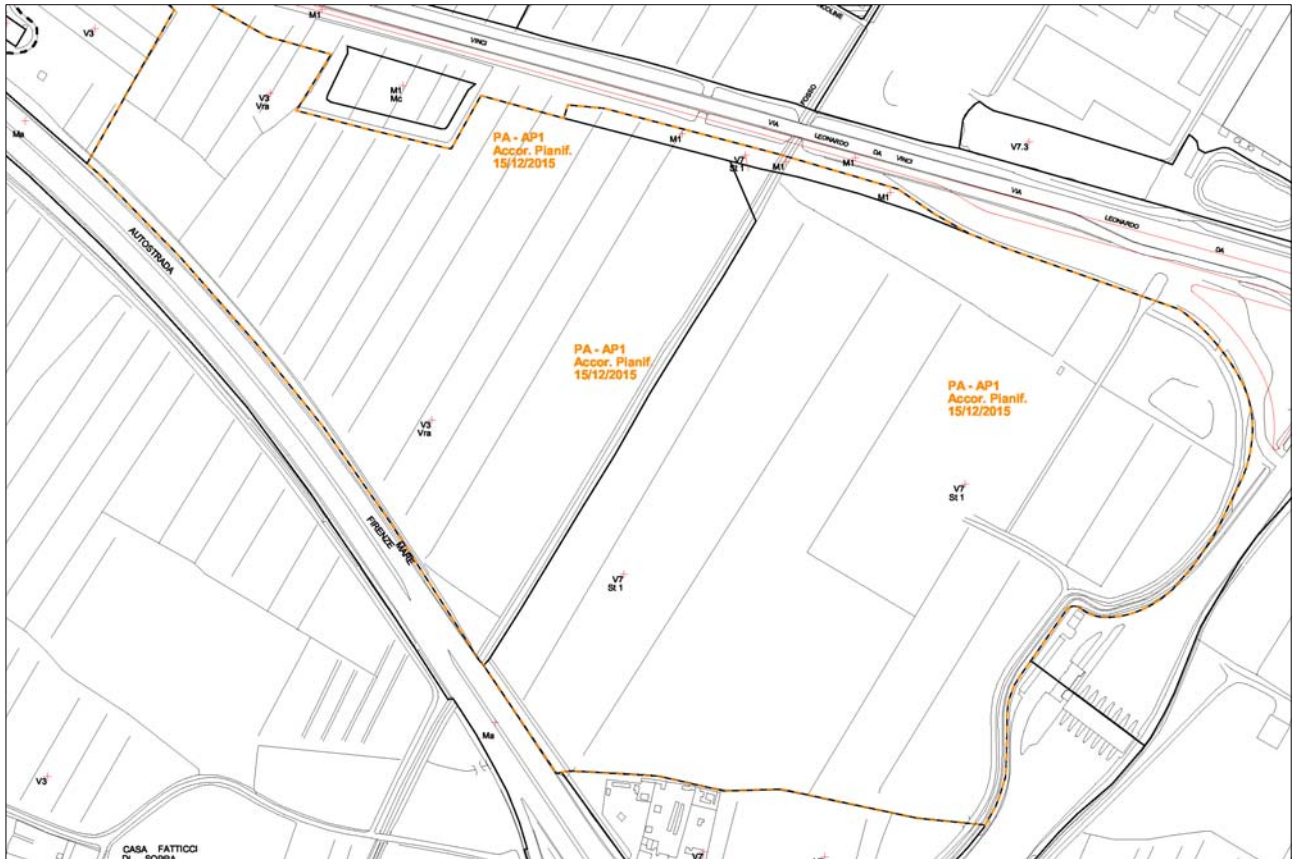 M1
VINCI
V3
V3
Vra
M1
Mc
Ma
PA - AP1
Accor. Pianif.
15/12/2015
FOSSO
VIA
LEONARDO
DA
VINCI
M1
V7
St 1
M1
M1
V7.3
VIA
M1
LEONARDO
DA
AUTOSTRADA
PA - AP1
Accor. Pianif.
15/12/2015
PA - AP1
Accor. Pianif.
15/12/2015
V3
Vra
V7
St 1
FIRENZE MARE
V7
St 1
Ma
V3
CASA FATTICCI
DI SOPRA
V7